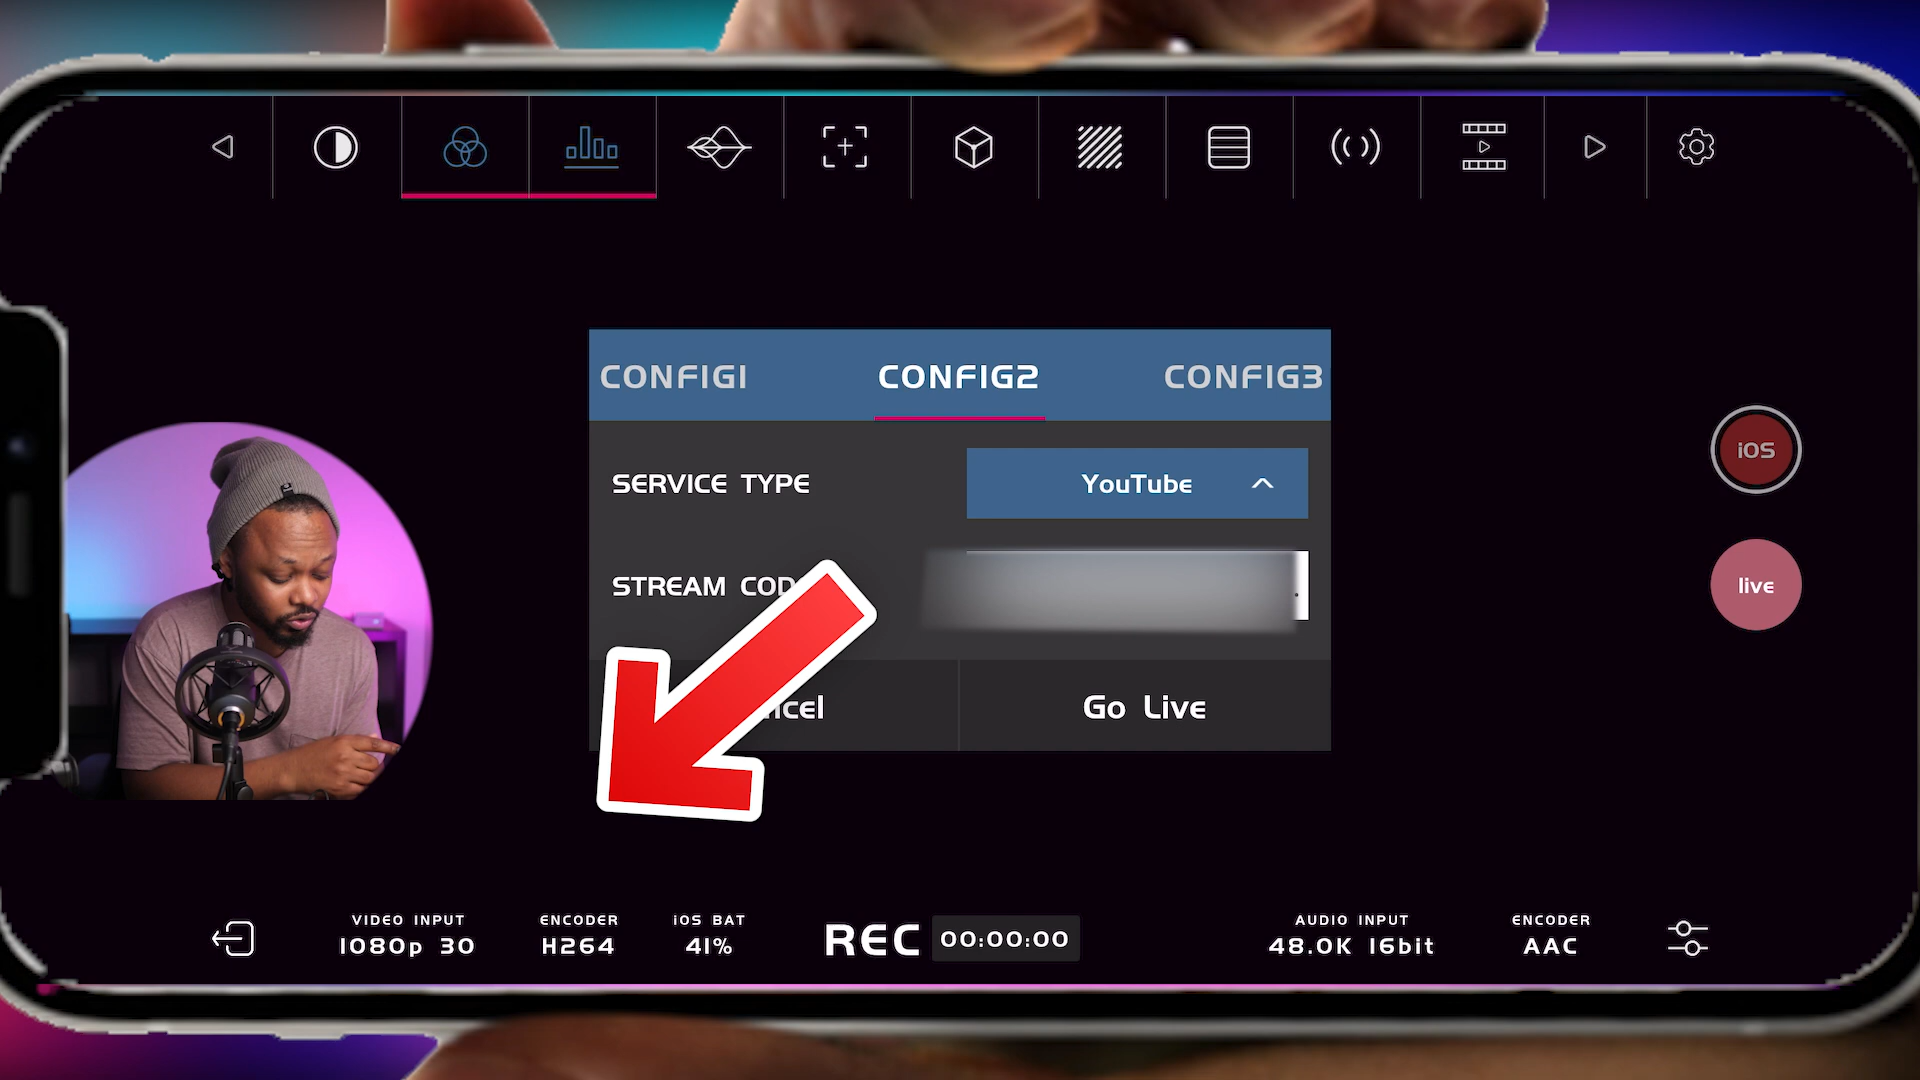 CONFIG1 CONFIG2 CONFIG3
SERVICE TYPE YouTube
iOS
STREAM COD
live
ncel Go Live
VIDEO INPUT ENCODER iOS BAT AUDIO INPUT ENCODER
1080p 30 H264 41% REC 00:00:00 48.0K 16bit AAC